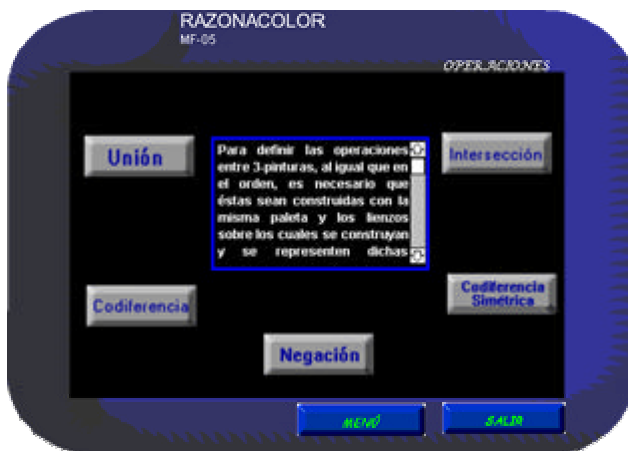 RAZONACOLOR
MF-05
OPERACIONES
Unión
Para definir las operaciones
entre 3-pinturas, al igual que en
el orden, es necesario que
éstas sean construidas con la
misma paleta y los lienzos
sobre los cuales se construyan
y se representen dichas
Intersección
Codiferencia
Codiferencia
Simétrica
Negación
MENÚ
SALIR